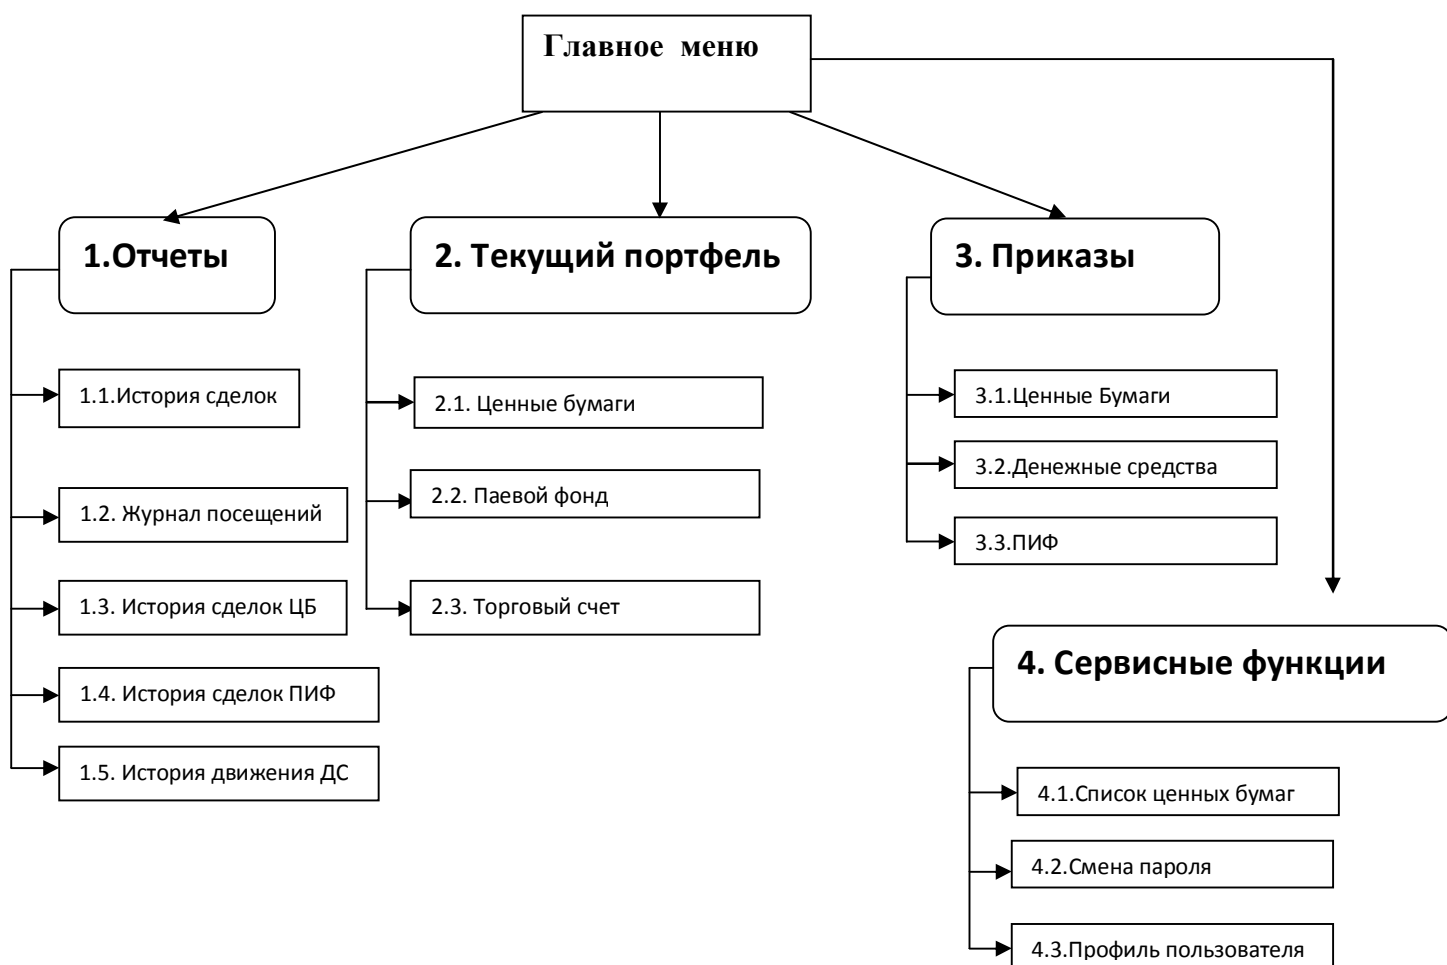 Главное меню
1.Отчеты
1.1.История сделок
1.2. Журнал посещений
1.3. История сделок ЦБ
1.4. История сделок ПИФ
1.5. История движения ДС
2. Текущий портфель
2.1. Ценные бумаги
2.2. Паевой фонд
2.3. Торговый счет
3. Приказы
3.1.Ценные Бумаги
3.2.Денежные средства
3.3.ПИФ
4. Сервисные функции
4.1.Список ценных бумаг
4.2.Смена пароля
4.3.Профиль пользователя